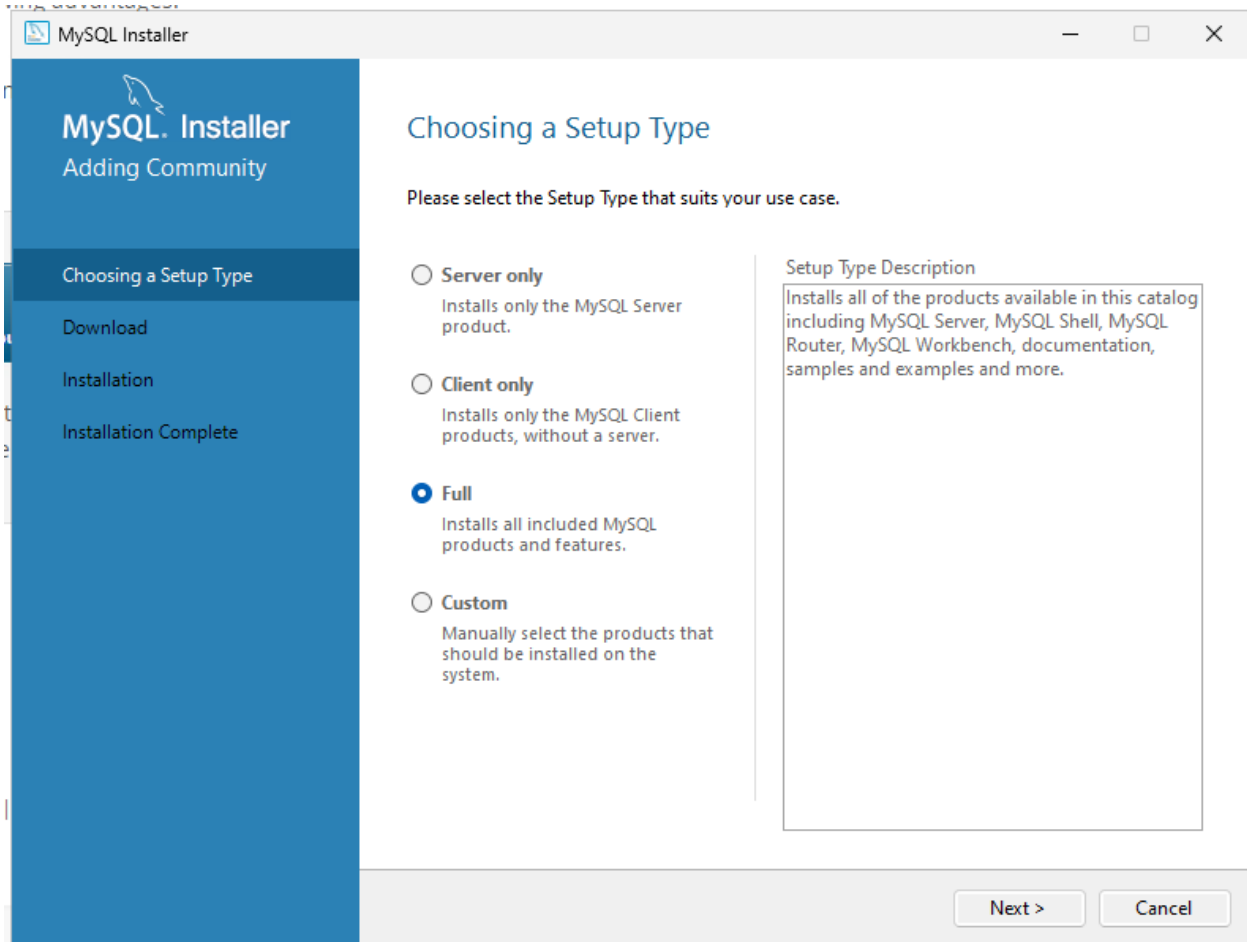 MySQL Installer
MySQL. Installer
Adding Community
Choosing a Setup Type
Download
Installation
Installation Complete
Choosing a Setup Type
Please select the Setup Type that suits your use case.
Server only
Installs only the MySQL Server
product.
Client only
Installs only the MySQL Client
products, without a server.
Full
Installs all included MySQL
products and features.
Custom
Manually select the products that
should be installed on the
system.
Setup Type Description
Installs all of the products available in this catalog
including MySQL Server, MySQL Shell, MySQL
Router, MySQL Workbench, documentation,
samples and examples and more.
Next >
Cancel